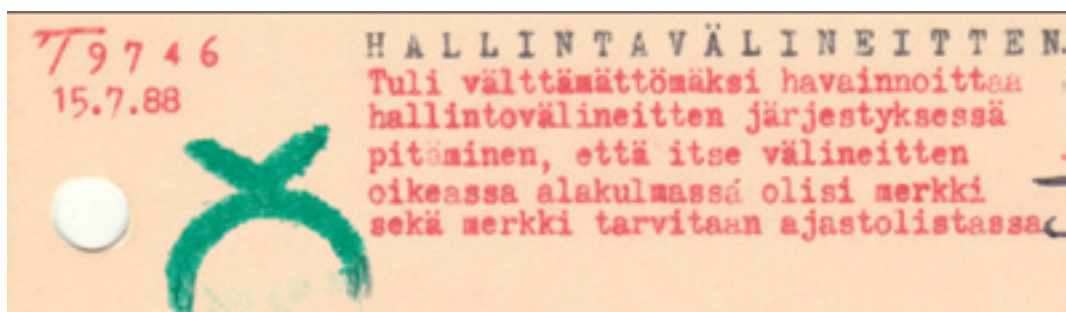 T9746
15.7.88
HALLINTAVÄLINEITTEN
Tuli välttämättömäksi havainnoittaa
hallintovälineitten järjestyksessä
pitäminen, että itse välineitten
oikeassa alakulmassa olisi merkki
sekä merkki tarvitaan ajastolistassa